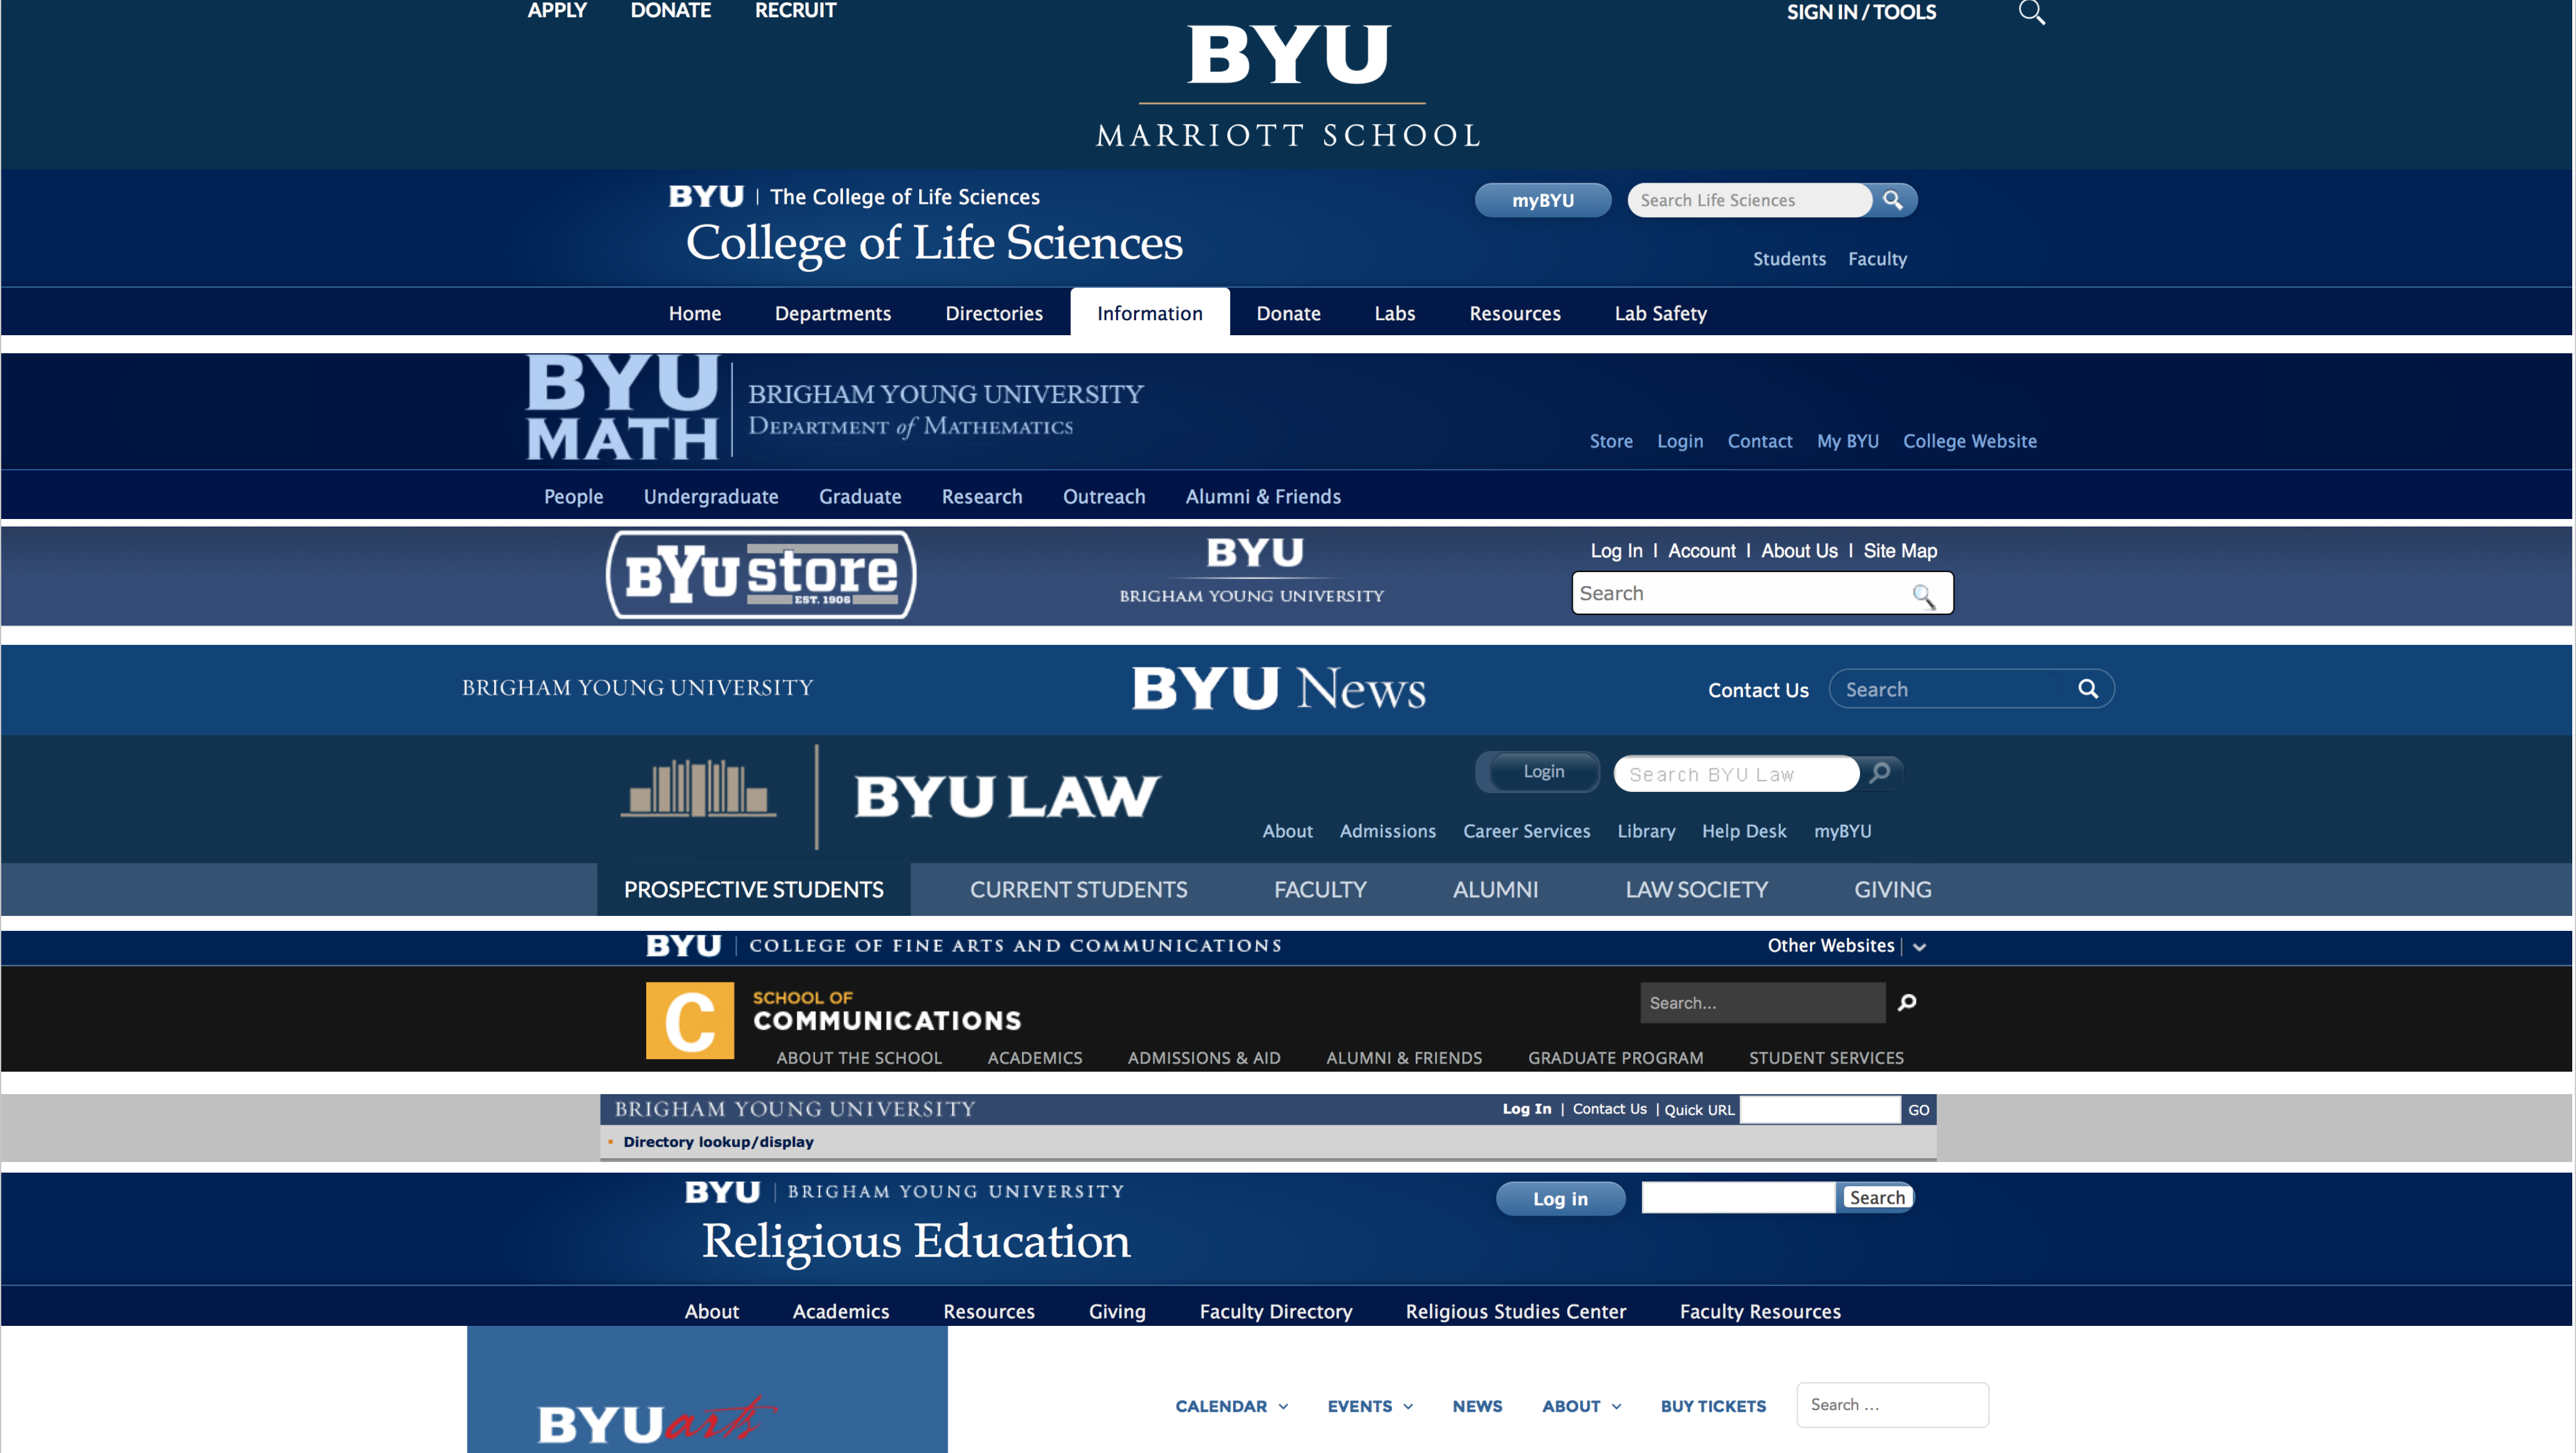 APPLY DONATE RECRUIT SIGN IN / TOOLS
BYU
MARRIOTT SCHOOL
BYU | The College of Life Sciences myBYU Search Life Sciences
College of Life Sciences
Students Faculty
Home Departments Directories Information Donate Labs Resources Lab Safety
BYU BRIGHAM YOUNG UNIVERSITY
MATH DEPARTMENT of MATHEMATICS
Store Login Contact My BYU College Website
People Undergraduate Graduate Research Outreach Alumni & Friends
BYU store BYU Log In | Account | About Us | Site Map
EST. 1906 BRIGHAM YOUNG UNIVERSITY Search
BRIGHAM YOUNG UNIVERSITY BYU News Contact Us Search
BYU LAW Login Search BYU Law
About Admissions Career Services Library Help Desk myBYU
PROSPECTIVE STUDENTS CURRENT STUDENTS FACULTY ALUMNI LAW SOCIETY GIVING
BYU | COLLEGE OF FINE ARTS AND COMMUNICATIONS Other Websites |
C SCHOOL OF Search...
COMMUNICATIONS
ABOUT THE SCHOOL ACADEMICS ADMISSIONS & AID ALUMNI & FRIENDS GRADUATE PROGRAM STUDENT SERVICES
BRIGHAM YOUNG UNIVERSITY Log In | Contact Us | Quick URL GO
Directory lookup/display
BYU | BRIGHAM YOUNG UNIVERSITY Log in Search
Religious Education
About Academics Resources Giving Faculty Directory Religious Studies Center Faculty Resources
BYU arts CALENDAR EVENTS NEWS ABOUT BUY TICKETS Search ...